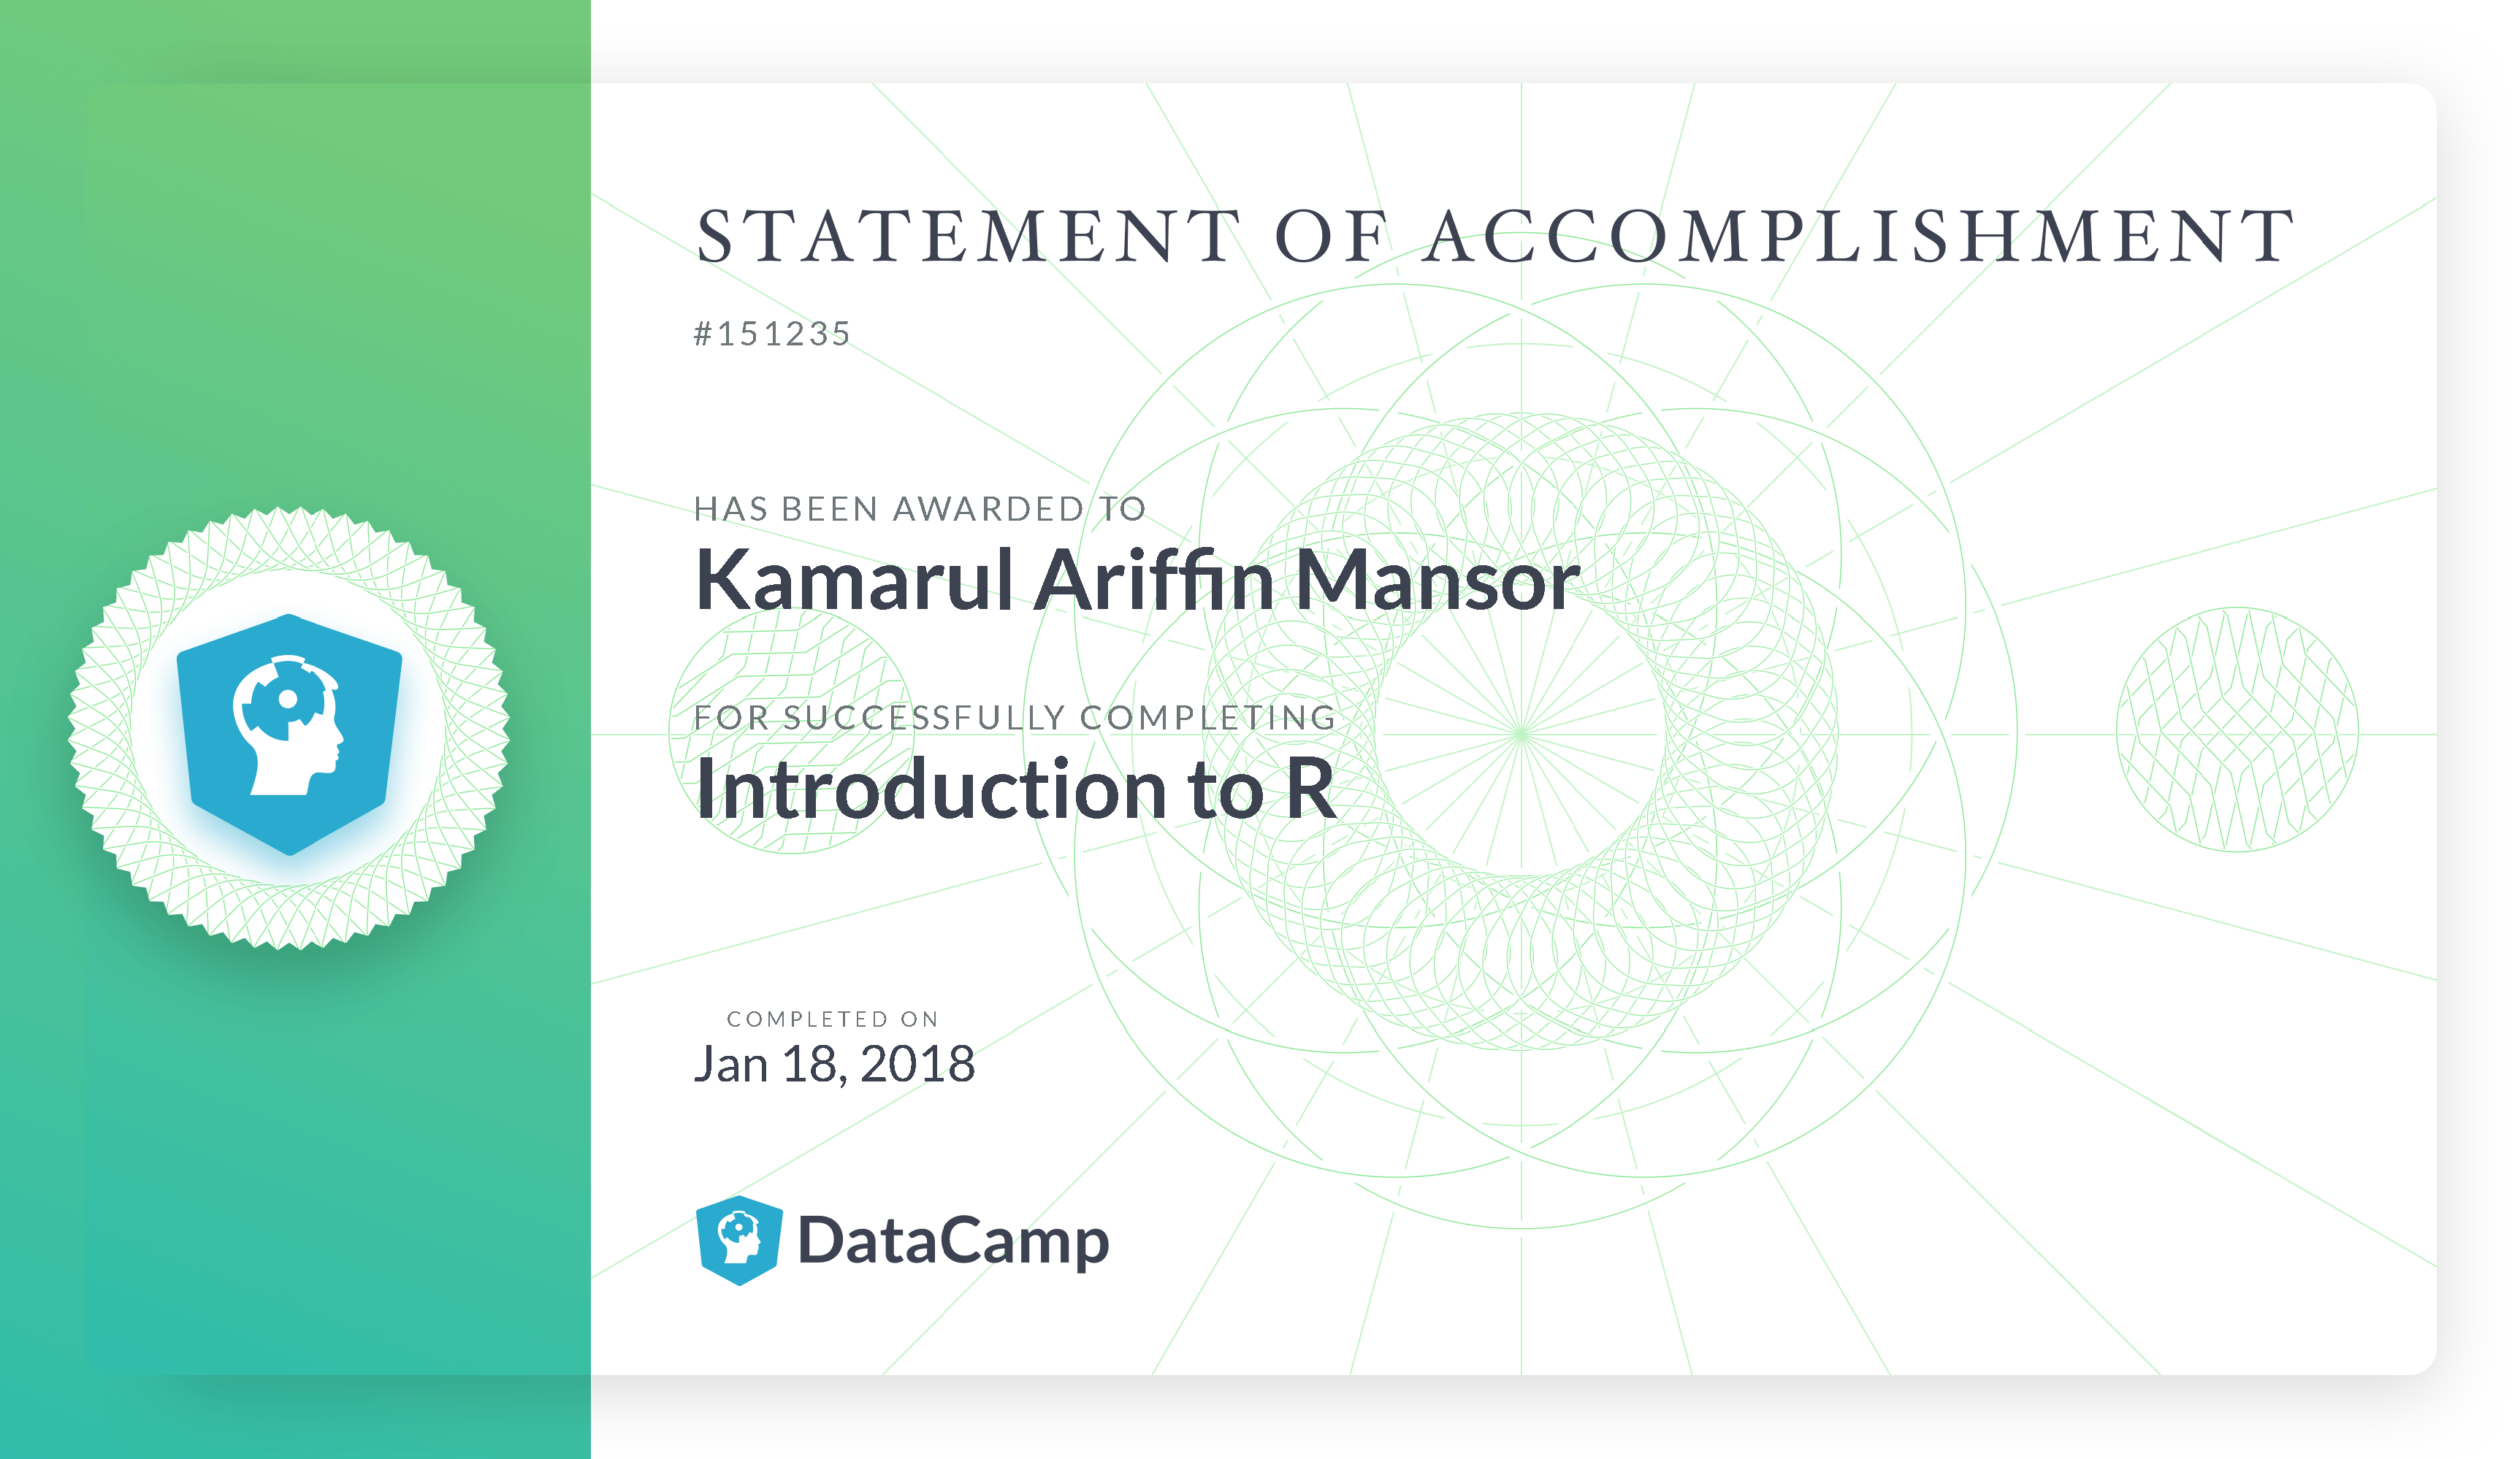 STATEMENT OF ACCOMPLISHMENT
#151235
HAS BEEN AWARDED TO
Kamarul Ariffin Mansor
FOR SUCCESSFULLY COMPLETING
Introduction to R
COMPLETED ON
Jan 18, 2018
DataCamp